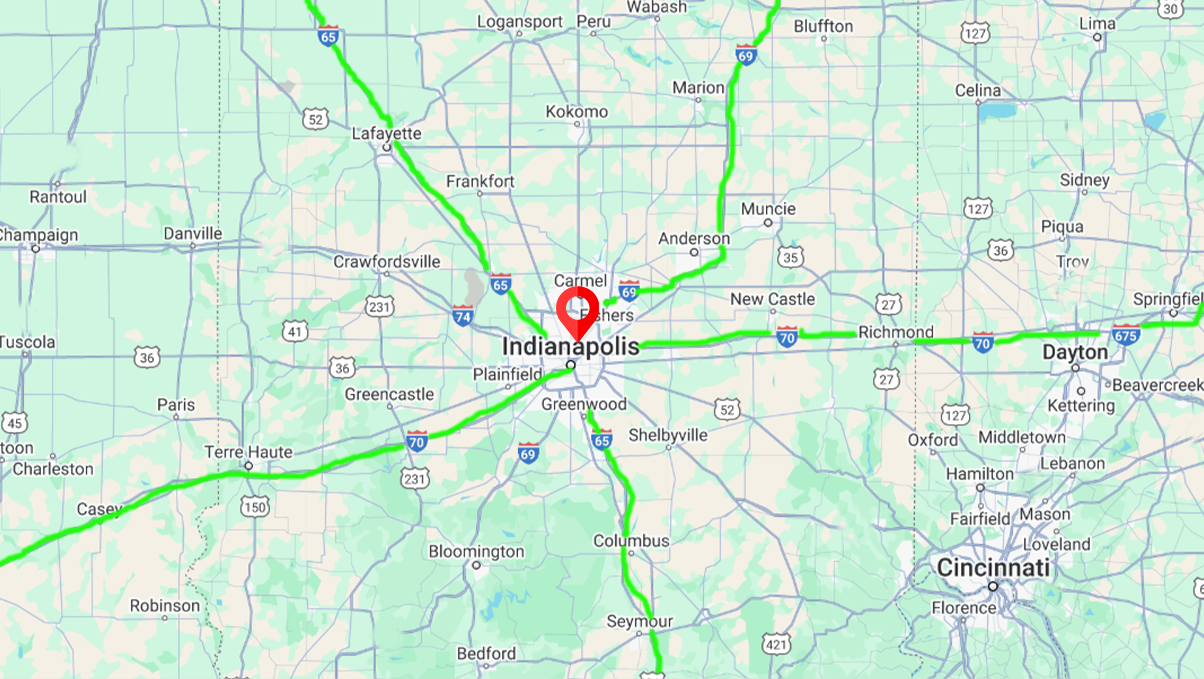 Wabash
30
Logansport
Peru
Bluffton
Lima
65
127
69
Marion
Celina
Kokomo
52
Lafayette
Frankfort
Sidney
Rantoul
127
Muncie
Piqua
Champaign
Danville
Anderson
36
35
Troy
Crawfordsville
Carmel
65
69
New Castle
27
Springfiel
231
74
Fishers
41
Richmond
70
70
675
Tuscola
Indianapolis
Dayton
36
36
Plainfield
27
Beavercreek
Greencastle
Greenwood
Kettering
Paris
52
127
45
70
65
Shelbyville
Oxford
Middletown
toon
Terre Haute
69
Lebanon
Charleston
231
Hamilton
Casey
150
Fairfield
Mason
Columbus
Loveland
Bloomington
Cincinnati
Robinson
Florence
Seymour
421
Bedford